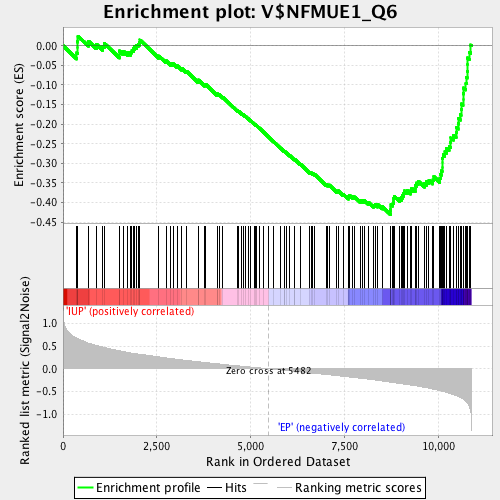 Enrichment plot: V$NFMUE1_Q6
Enrichment score (ES)
0.00
-0.05
-0.10
-0.15
-0.20
-0.25
-0.30
-0.35
-0.40
-0.45
'IUP' (positively correlated)
Ranked list metric (Signal2Noise)
1.0
0.5
0.0
-0.5
-1.0
Zero cross at 5482
'EP' (negatively correlated)
0
2,500
5,000
7,500
10,000
Rank in Ordered Dataset
Enrichment profile
Hits
Ranking metric scores